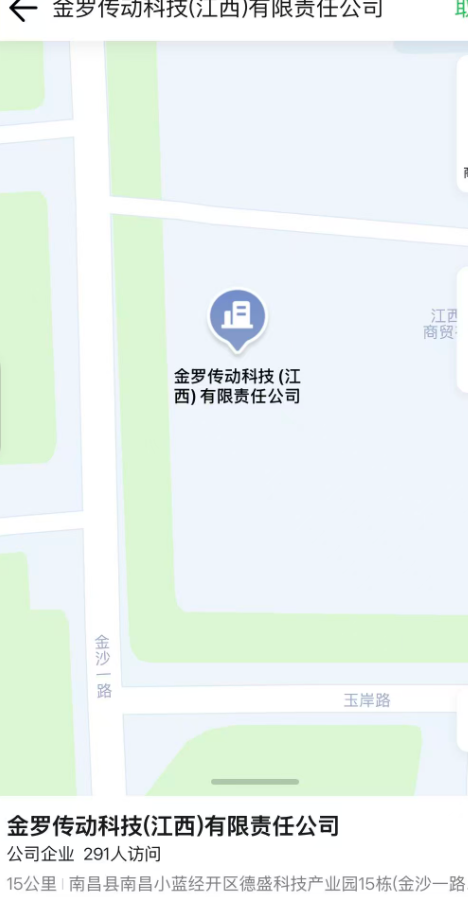 金罗传动科技(江西)有限责任公司
金罗传动科技(江
西)有限责任公司
江西
商贸
金沙一路
玉岸路
金罗传动科技(江西)有限责任公司
公司企业 291人访问
15公里 | 南昌县南昌小蓝经开区德盛科技产业园15栋(金沙一路